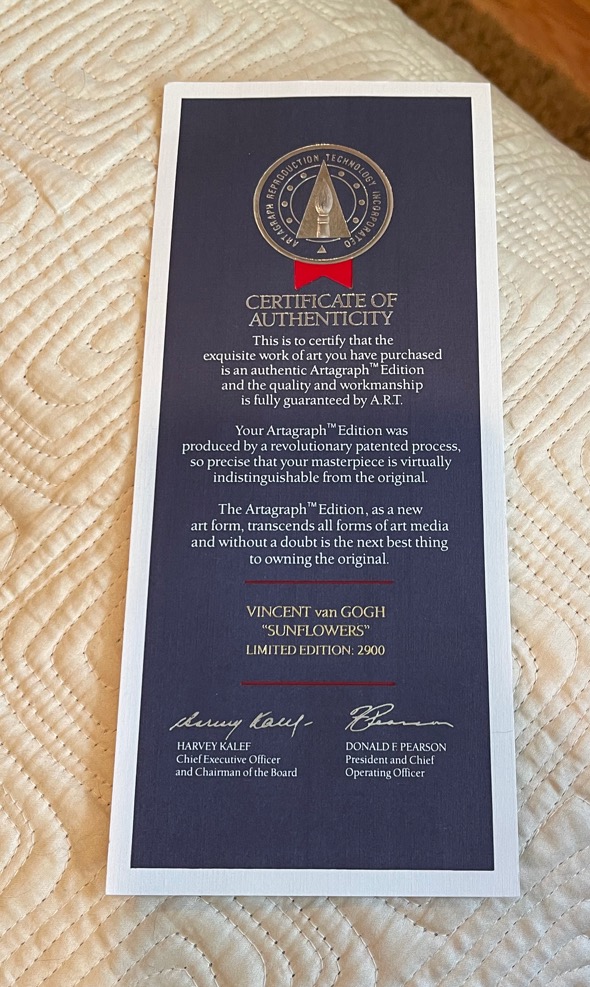 ARTAGRAPH REPRODUCTION TECHNOLOGY INCORPORATED
CERTIFICATE OF
AUTHENTICITY
This is to certify that the
exquisite work of art you have purchased
is an authentic Artagraph™ Edition
and the quality and workmanship
is fully guaranteed by A.R.T.
Your Artagraph™ Edition was
produced by a revolutionary patented process,
so precise that your masterpiece is virtually
indistinguishable from the original.
The Artagraph™ Edition, as a new
art form, transcends all forms of art media
and without a doubt is the next best thing
to owning the original.
VINCENT van GOGH
“SUNFLOWERS”
LIMITED EDITION: 2900
Harvey Kalef
HARVEY KALEF
Chief Executive Officer
and Chairman of the Board
DPearson
DONALD F. PEARSON
President and Chief
Operating Officer